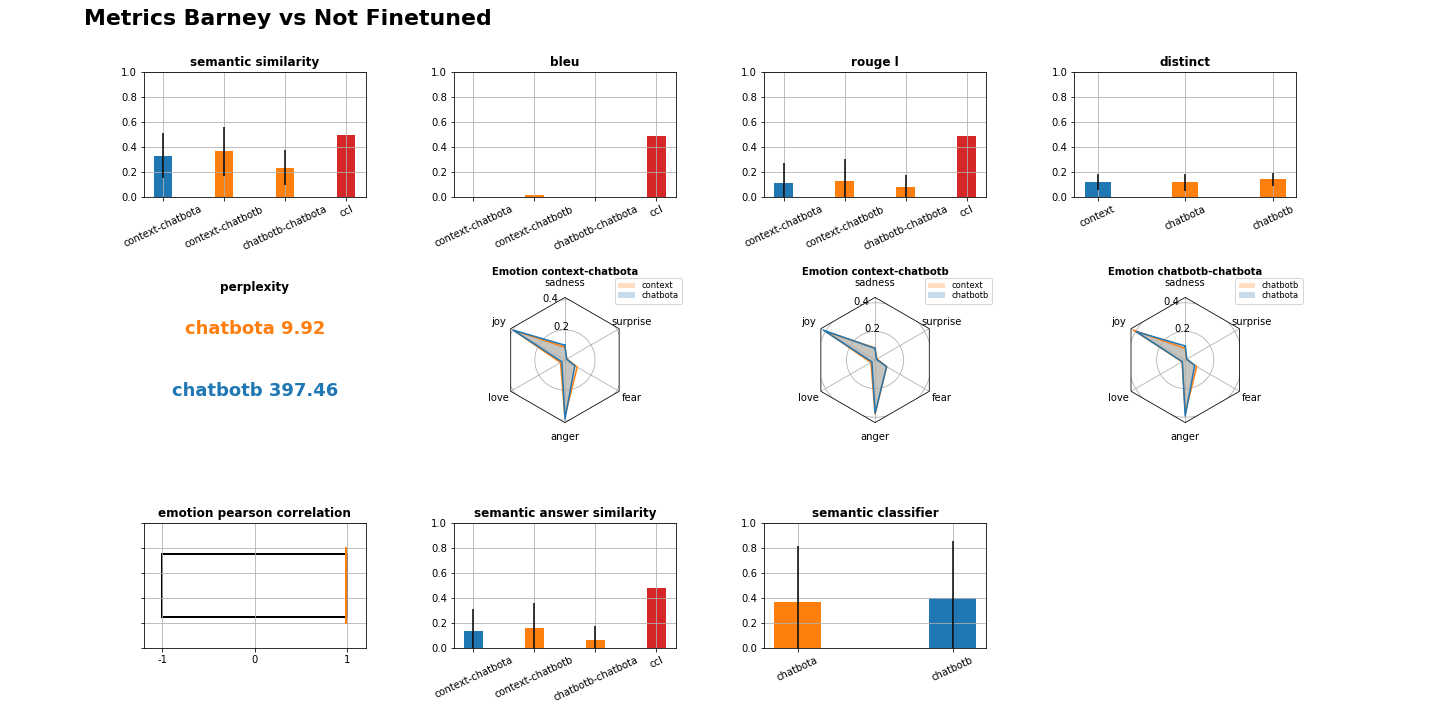 Metrics Barney vs Not Finetuned
semantic similarity
1.0
0.8
0.6
0.4
0.2
0.0
context-chatbota
context-chatbotb
chatbotb-chatbota
ccl
bleu
1.0
0.8
0.6
0.4
0.2
0.0
context-chatbota
context-chatbotb
chatbotb-chatbota
ccl
rouge l
1.0
0.8
0.6
0.4
0.2
0.0
context-chatbota
context-chatbotb
chatbotb-chatbota
ccl
distinct
1.0
0.8
0.6
0.4
0.2
0.0
context
chatbota
chatbotb
perplexity
chatbota 9.92
chatbotb 397.46
Emotion context-chatbota
sadness
context
chatbota
0.4
0.2
joy
surprise
love
fear
anger
Emotion context-chatbotb
sadness
context
chatbotb
0.4
0.2
joy
surprise
love
fear
anger
Emotion chatbotb-chatbota
sadness
chatbotb
chatbota
0.4
0.2
joy
surprise
love
fear
anger
emotion pearson correlation
-1
0
1
semantic answer similarity
1.0
0.8
0.6
0.4
0.2
0.0
context-chatbota
context-chatbotb
chatbotb-chatbota
ccl
semantic classifier
1.0
0.8
0.6
0.4
0.2
0.0
chatbota
chatbotb